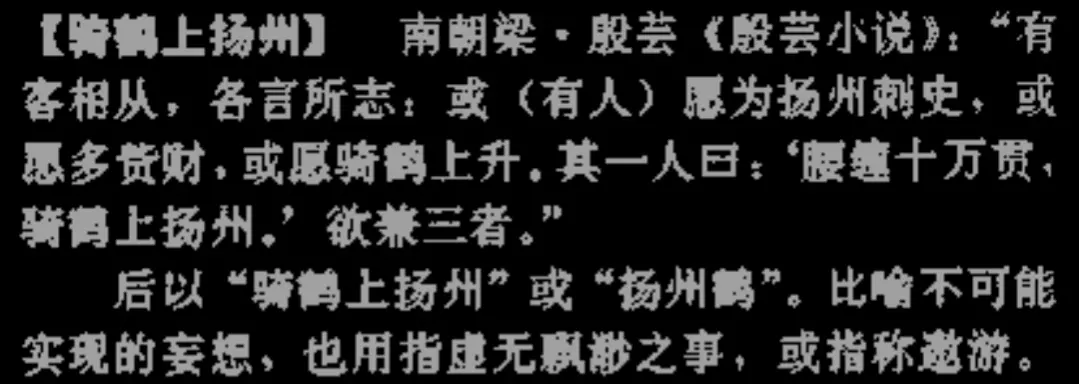 【骑鹤上扬州】 南朝梁·殷芸《殷芸小说》：“有
客相从，各言所志：或（有人）愿为扬州刺史，或
愿多赀财，或愿骑鹤上升。其一人曰：‘腰缠十万贯，
骑鹤上扬州。’欲兼三者。”
后以“骑鹤上扬州”或“扬州鹤”。比喻不可能
实现的妄想，也用指虚无飘渺之事，或指称遨游。